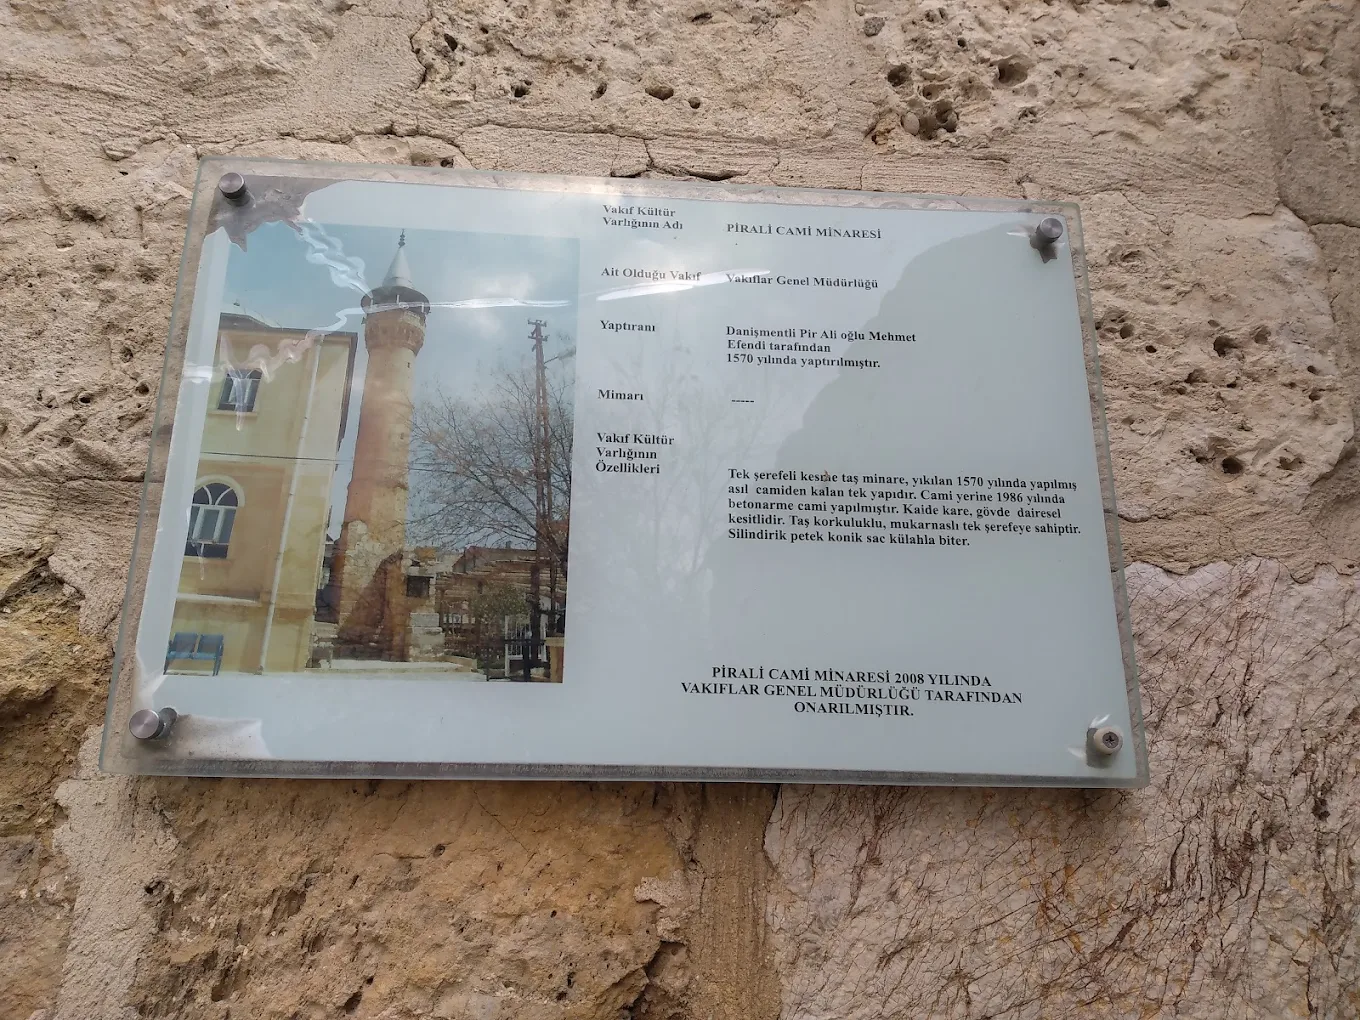 Vakıf Kültür
Varlığının Adı
PİRALİ CAMİ MİNARESİ
Ait Olduğu Vakıf
Vakıflar Genel Müdürlüğü
Yaptıranı
Danişmentli Pir Ali oğlu Mehmet
Efendi tarafından
1570 yılında yaptırılmıştır.
Mimarı
-----
Vakıf Kültür
Varlığının
Özellikleri
Tek şerefeli kesme taş minare, yıkılan 1570 yılında yapılmış
asıl camiden kalan tek yapıdır. Cami yerine 1986 yılında
betonarme cami yapılmıştır. Kaide kare, gövde dairesel
kesitlidir. Taş korkuluklu, mukarnaslı tek şerefeye sahiptir.
Silindirik petek konik sac külahla biter.
PİRALİ CAMİ MİNARESİ 2008 YILINDA
VAKIFLAR GENEL MÜDÜRLÜĞÜ TARAFINDAN
ONARILMIŞTIR.